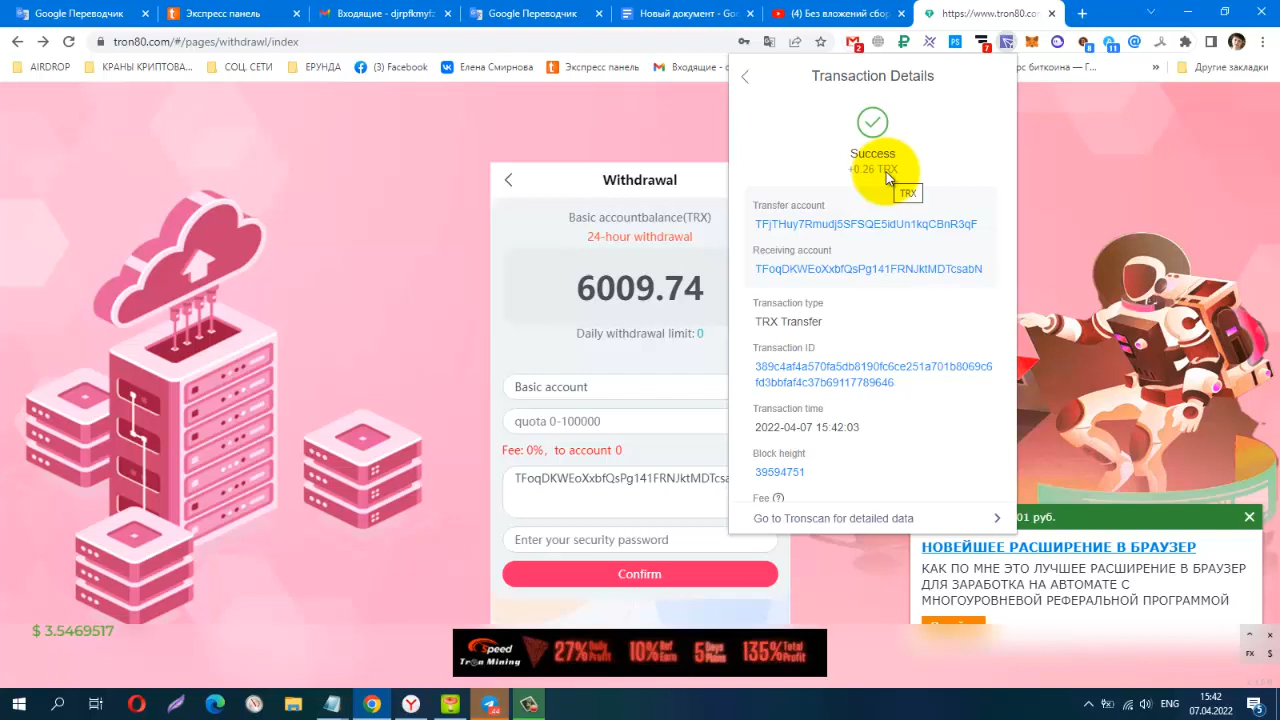 Google Переводчик
Экспресс панель
Входящие - djrpfkmyfz
Google Переводчик
Новый документ - Go
(4) Без вложений сбор
https://www.tron80.com
tron80.com/#/pages/withdrawl/index
AIRDROP
КРАНЫ КРИПТОВА...
СОЦ. СЕТИ
ЕРУНДА
(3) Facebook
Елена Смирнова
Экспресс панель
Входящие - d
рс биткоина — Г...
»
Другие закладки
Transaction Details
Success
+0.26 TRX
TRX
Transfer account
TFjTHuy7Rmudj5SFSQE5idUn1kqCBnR3qF
Receiving account
TFoqDKWEoXxbfQsPg141FRNJktMDTcsabN
Transaction type
TRX Transfer
Transaction ID
389c4af4a570fa5db8190fc6ce251a701b8069c6
fd3bbfaf4c37b69117789646
Transaction time
2022-04-07 15:42:03
Block height
39594751
Fee ?
Go to Tronscan for detailed data
Withdrawal
Basic accountbalance(TRX)
24-hour withdrawal
6009.74
Daily withdrawal limit: 0
Basic account
quota 0-100000
Fee: 0%, to account 0
TFoqDKWEoXxbfQsPg141FRNJktMDTcsa
Enter your security password
Confirm
01 руб.
НОВЕЙШЕЕ РАСШИРЕНИЕ В БРАУЗЕР
КАК ПО МНЕ ЭТО ЛУЧШЕЕ РАСШИРЕНИЕ В БРАУЗЕР
ДЛЯ ЗАРАБОТКА НА АВТОМАТЕ С
МНОГОУРОВНЕВОЙ РЕФЕРАЛЬНОЙ ПРОГРАММОЙ
$ 3.5469517
Speed
Tron Mining
27% Daily Profit
10% Ref Earn
5 Days Plans
135% Total Profit
FX $
ENG
15:42
07.04.2022